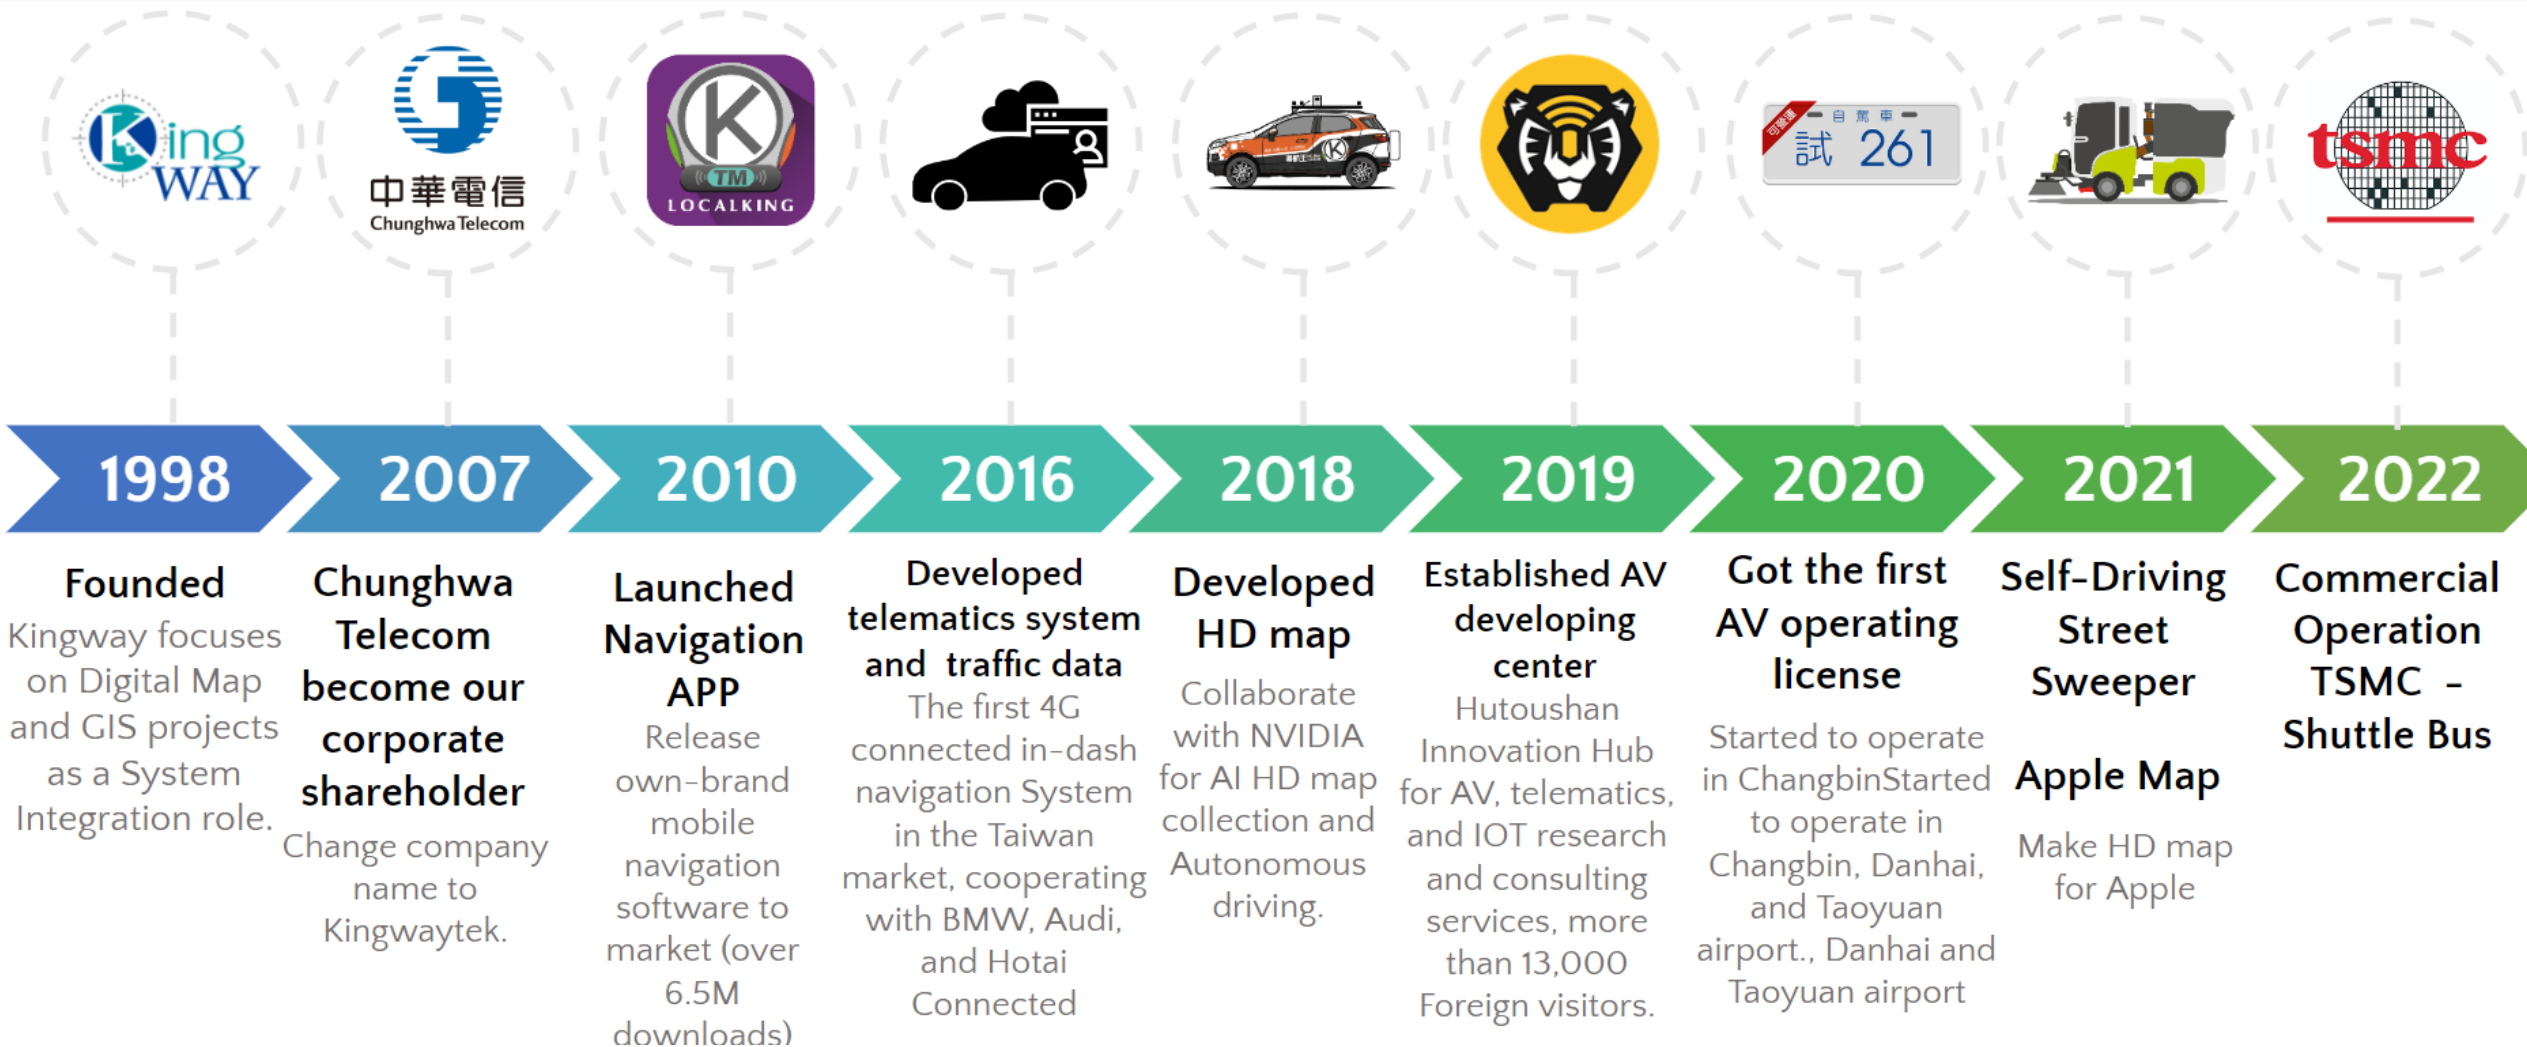 King
WAY
中華電信
Chunghwa Telecom
K
TM
LOCALKING
K
可營運
自駕車
試 261
tsmc
1998
2007
2010
2016
2018
2019
2020
2021
2022
Founded
Kingway focuses
on Digital Map
and GIS projects
as a System
Integration role.
Chunghwa
Telecom
become our
corporate
shareholder
Change company
name to
Kingwaytek.
Launched
Navigation
APP
Release
own-brand
mobile
navigation
software to
market (over
6.5M
downloads)
Developed
telematics system
and traffic data
The first 4G
connected in-dash
navigation System
in the Taiwan
market, cooperating
with BMW, Audi,
and Hotai
Connected
Developed
HD map
Collaborate
with NVIDIA
for AI HD map
collection and
Autonomous
driving.
Established AV
developing
center
Hutoushan
Innovation Hub
for AV, telematics,
and IOT research
and consulting
services, more
than 13,000
Foreign visitors.
Got the first
AV operating
license
Started to operate
in ChangbinStarted
to operate in
Changbin, Danhai,
and Taoyuan
airport., Danhai and
Taoyuan airport
Self-Driving
Street
Sweeper
Apple Map
Make HD map
for Apple
Commercial
Operation
TSMC -
Shuttle Bus